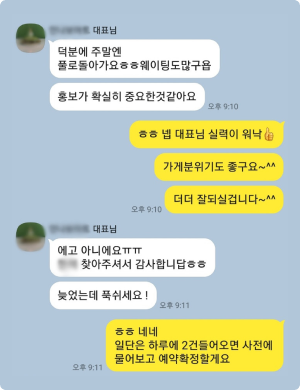 대표님
덕분에 주말엔
풀로돌아가요ㅎㅎ웨이팅도많구욥
홍보가 확실히 중요한것같아요
오후 9:10
ㅎㅎ 넵 대표님 실력이 워낙👍
가게분위기도 좋구요~^^
더더 잘되실겁니다~^^
오후 9:10
대표님
에고 아니에요ㅠㅠ
찾아주셔서 감사합니답ㅎㅎ
늦었는데 푹쉬세요 !
오후 9:11
ㅎㅎ 네네
일단은 하루에 2건들어오면 사전에
물어보고 예약확정할게요
오후 9:11